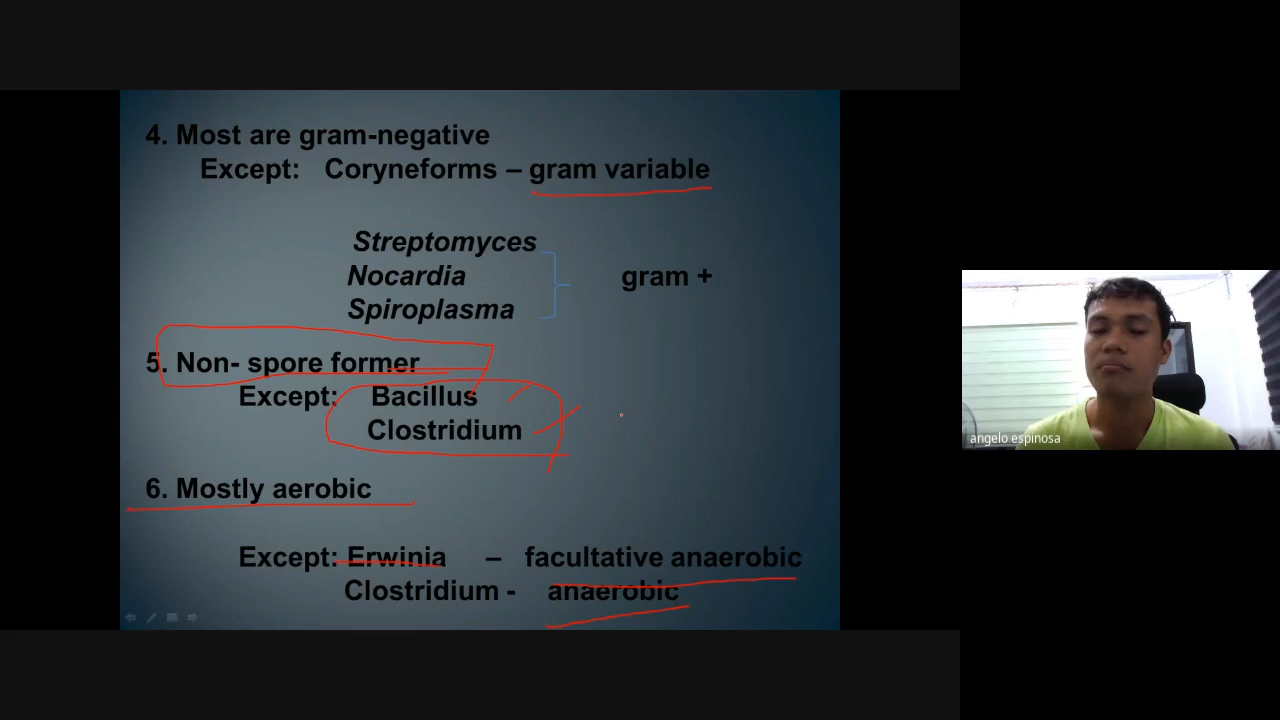 4. Most are gram-negative
Except: Coryneforms – gram variable
Streptomyces
Nocardia
Spiroplasma
gram +
5. Non- spore former
Except: Bacillus
Clostridium
6. Mostly aerobic
Except: Erwinia – facultative anaerobic
Clostridium - anaerobic
angelo espinosa